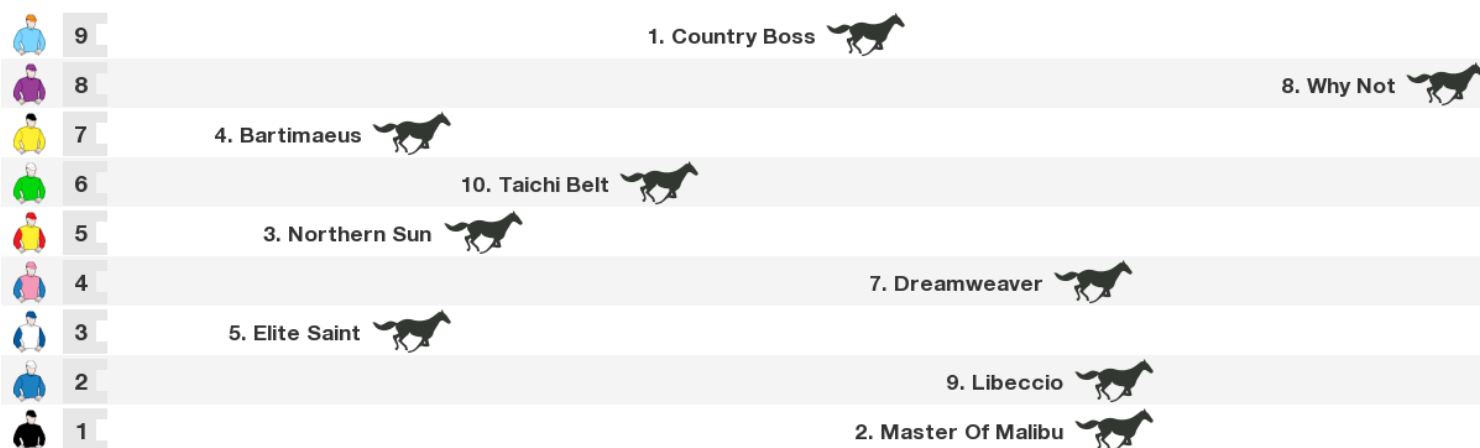 9 1. Country Boss
8 8. Why Not
7 4. Bartimaeus
6 10. Taichi Belt
5 3. Northern Sun
4 7. Dreamweaver
3 5. Elite Saint
2 9. Libeccio
1 2. Master Of Malibu